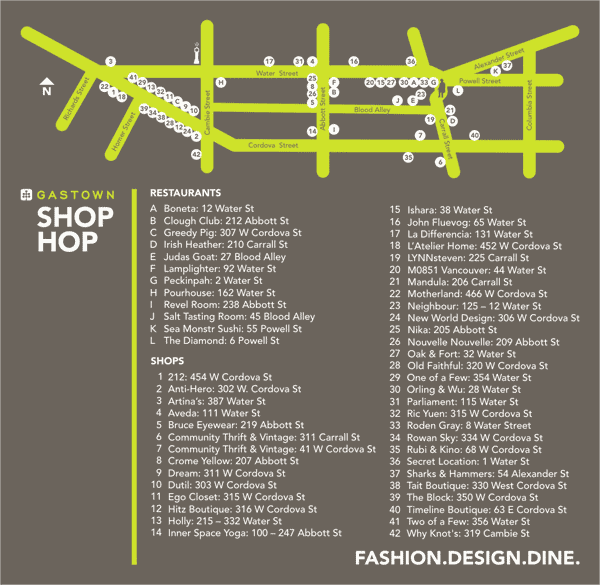 3
17
31
4
16
36
Alexander Street
K
37
N
22
1
18
41
29
13
32
11
C
9
10
H
Water Street
25
8
26
5
F
B
20
15
27
30
A
33
G
23
J
E
Powell Street
L
Richards Street
39
34
38
28
12
24
2
Blood Alley
19
21
D
Homer Street
Cambie Street
Abbott Street
Carrall Street
Columbia Street
14
I
7
40
42
Cordova Street
35
6
GASTOWN
SHOP
HOP
RESTAURANTS
A Boneta: 12 Water St
B Clough Club: 212 Abbott St
C Greedy Pig: 307 W Cordova St
D Irish Heather: 210 Carrall St
E Judas Goat: 27 Blood Alley
F Lamplighter: 92 Water St
G Peckinpah: 2 Water St
H Pourhouse: 162 Water St
I Revel Room: 238 Abbott St
J Salt Tasting Room: 45 Blood Alley
K Sea Monstr Sushi: 55 Powell St
L The Diamond: 6 Powell St
SHOPS
1 212: 454 W Cordova St
2 Anti-Hero: 302 W. Cordova St
3 Artina's: 387 Water St
4 Aveda: 111 Water St
5 Bruce Eyewear: 219 Abbott St
6 Community Thrift & Vintage: 311 Carrall St
7 Community Thrift & Vintage: 41 W Cordova St
8 Crome Yellow: 207 Abbott St
9 Dream: 311 W Cordova St
10 Dutil: 303 W Cordova St
11 Ego Closet: 315 W Cordova St
12 Hitz Boutique: 316 W Cordova St
13 Holly: 215 – 332 Water St
14 Inner Space Yoga: 100 – 247 Abbott St
15 Ishara: 38 Water St
16 John Fluevog: 65 Water St
17 La Differencia: 131 Water St
18 L'Atelier Home: 452 W Cordova St
19 LYNNsteven: 225 Carrall St
20 M0851 Vancouver: 44 Water St
21 Mandula: 206 Carrall St
22 Motherland: 466 W Cordova St
23 Neighbour: 125 – 12 Water St
24 New World Design: 306 W Cordova St
25 Nika: 205 Abbott St
26 Nouvelle Nouvelle: 209 Abbott St
27 Oak & Fort: 32 Water St
28 Old Faithful: 320 W Cordova St
29 One of a Few: 354 Water St
30 Orling & Wu: 28 Water St
31 Parliament: 115 Water St
32 Ric Yuen: 315 W Cordova St
33 Roden Gray: 8 Water Street
34 Rowan Sky: 334 W Cordova St
35 Rubi & Kino: 68 W Cordova St
36 Secret Location: 1 Water St
37 Sharks & Hammers: 54 Alexander St
38 Tait Boutique: 330 West Cordova St
39 The Block: 350 W Cordova St
40 Timeline Boutique: 63 E Cordova St
41 Two of a Few: 356 Water St
42 Why Knot's: 319 Cambie St
FASHION.DESIGN.DINE.